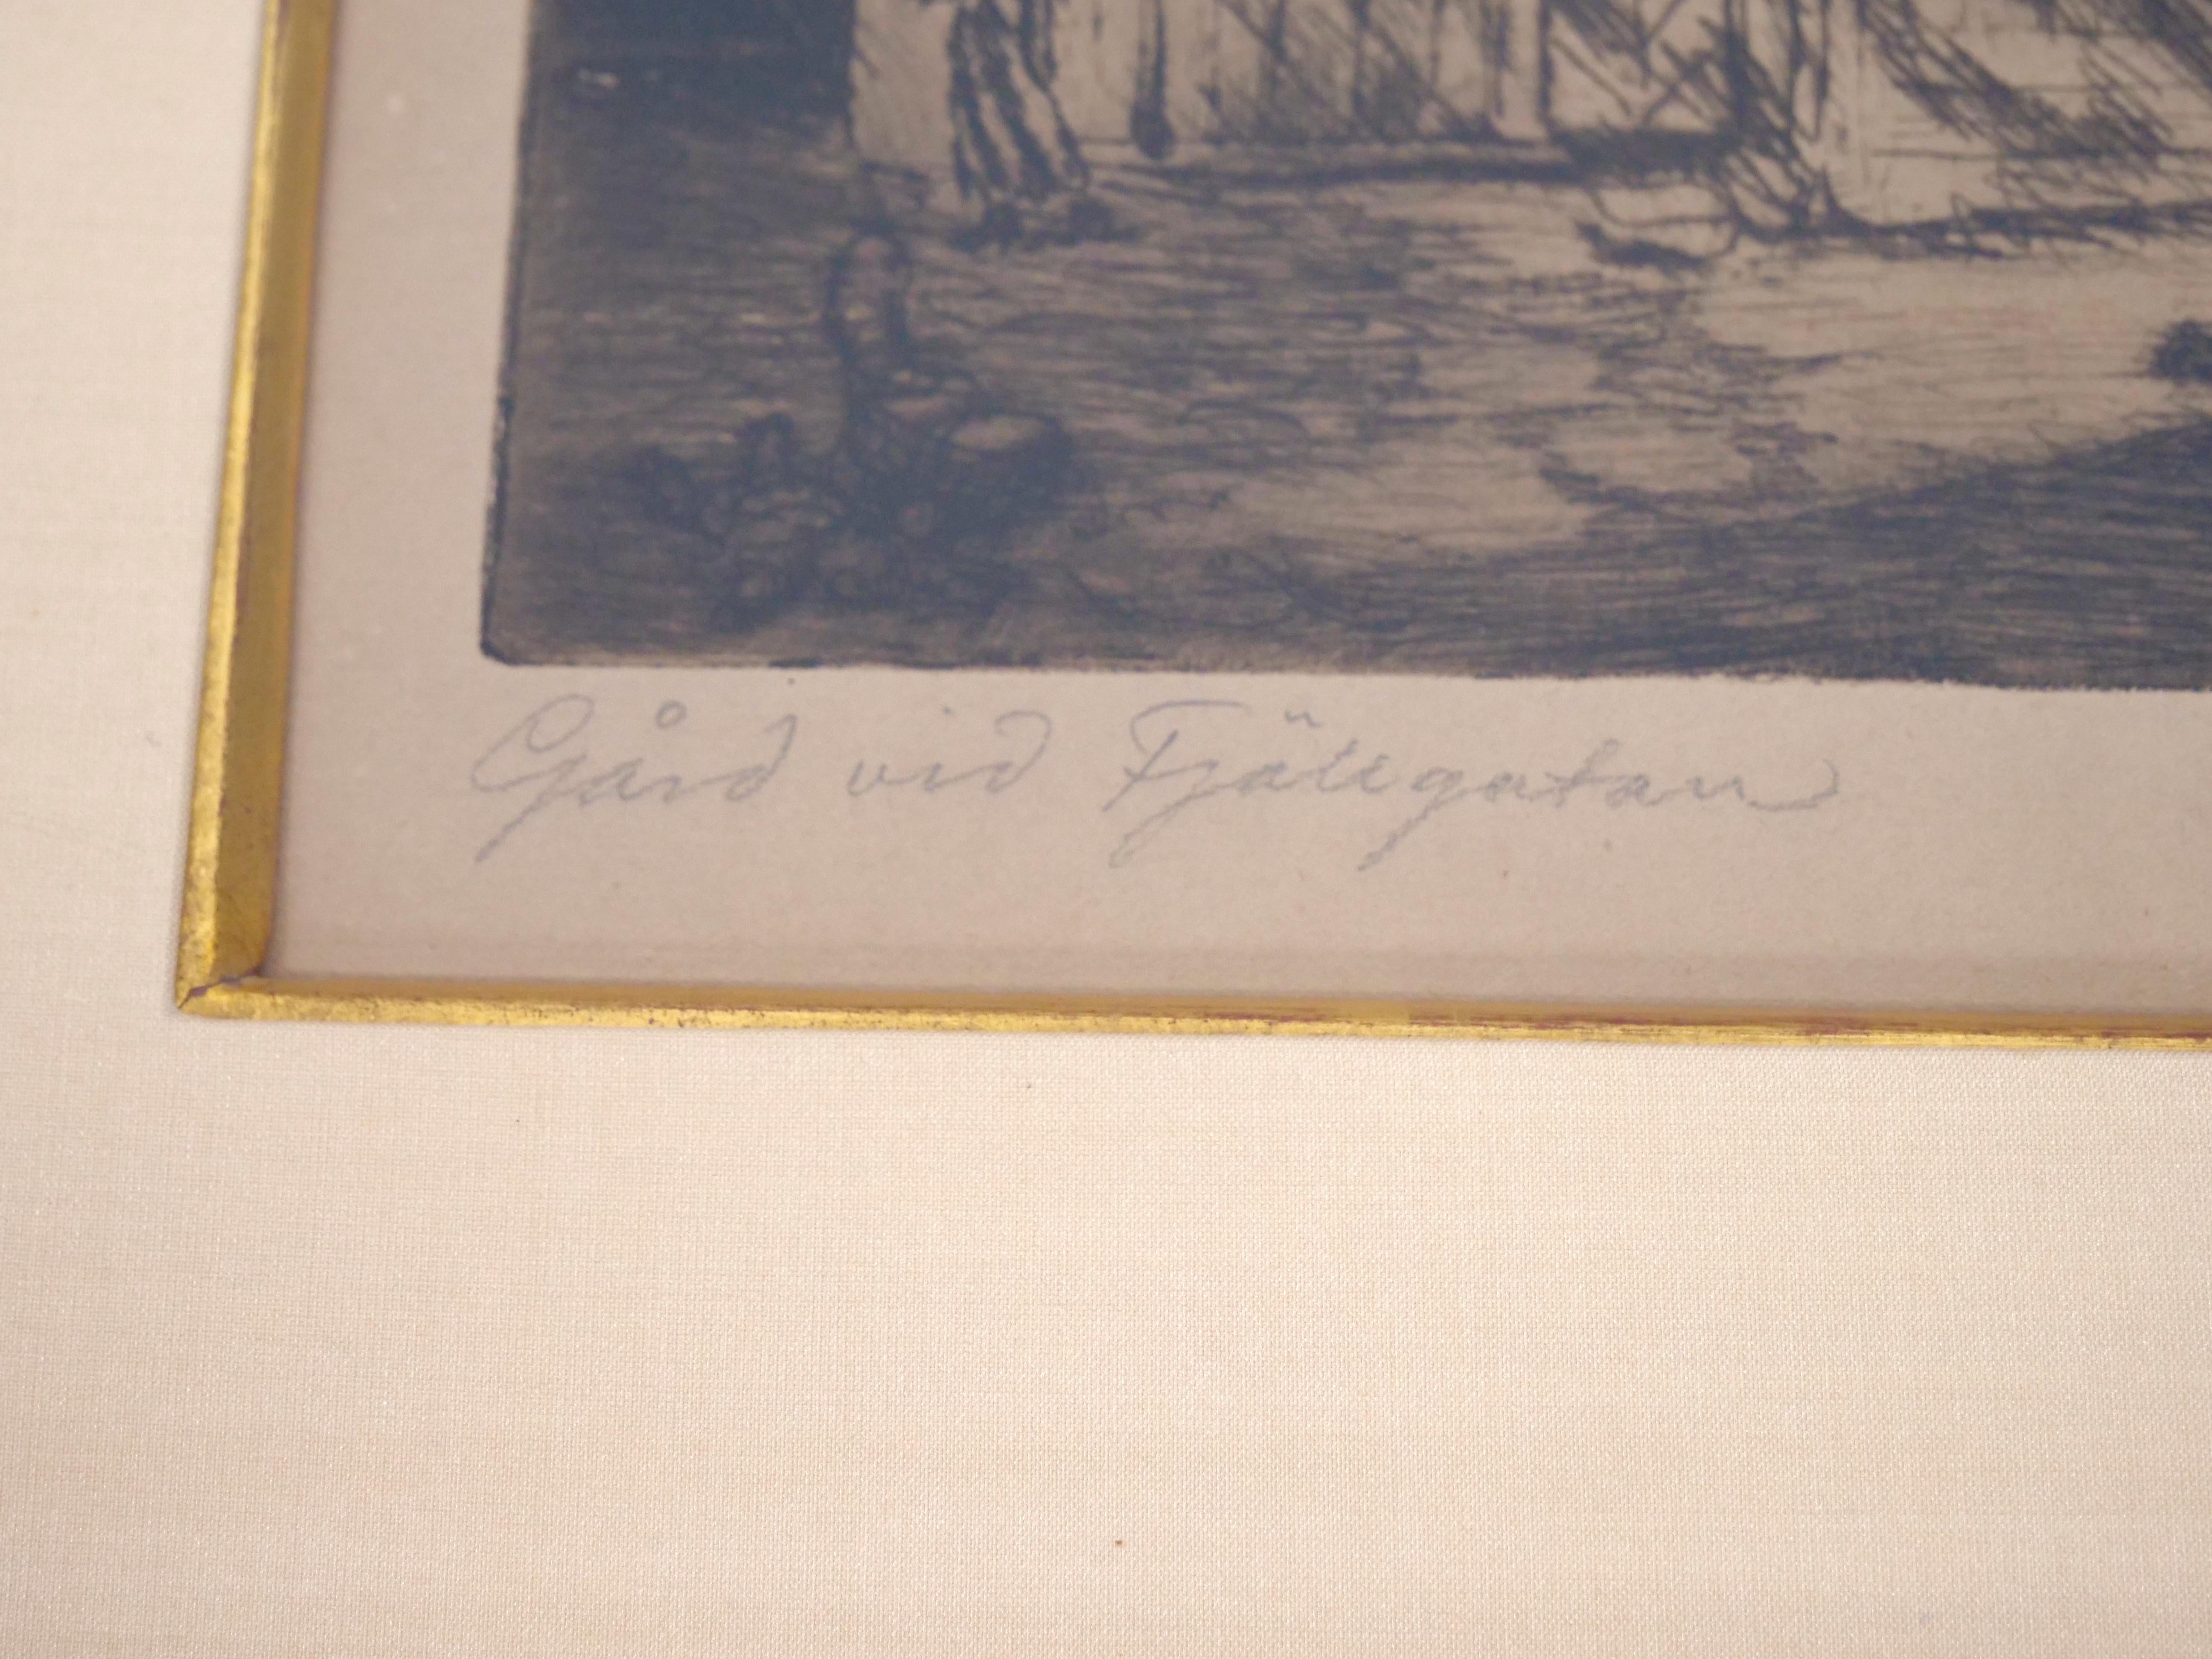 Gård vid Fjällgatan